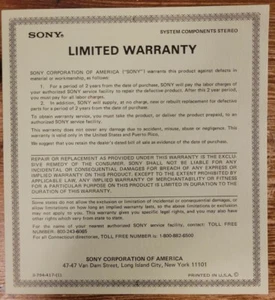 SONY.
SYSTEM COMPONENTS STEREO
LIMITED WARRANTY
SONY CORPORATION OF AMERICA ("SONY") warrants this product against defects in
material or workmanship, as follows:
1. For a period of 2 years from the date of purchase, SONY will pay the labor charges of
your authorized SONY service facility to repair the defective product. After this 2 year period,
you must pay for all labor charges.
2. In addition, SONY will supply, at no charge, new or rebuilt replacement for defective
parts for a period of 2 years from the date of purchase.
To obtain warranty service, you must take the product, or deliver the product prepaid, to an
authorized SONY service facility.
This warranty does not cover any damage due to accident, misuse, abuse or negligence. This
warranty is valid only in the United States and Puerto Rico.
We suggest that you retain the dealer's dated bill of sale as evidence of the date of purchase.
REPAIR OR REPLACEMENT AS PROVIDED UNDER THIS WARRANTY IS THE EXCLU-
SIVE REMEDY OF THE CONSUMER. SONY SHALL NOT BE LIABLE FOR ANY
INCIDENTAL OR CONSEQUENTIAL DAMAGES FOR BREACH OF ANY EXPRESS OR
IMPLIED WARRANTY ON THIS PRODUCT. EXCEPT TO THE EXTENT PROHIBITED BY
APPLICABLE LAW, ANY IMPLIED WARRANTY OF MERCHANTABILITY OR FITNESS
FOR A PARTICULAR PURPOSE ON THIS PRODUCT IS LIMITED IN DURATION TO THE
DURATION OF THIS WARRANTY.
Some states do not allow the exclusion or limitation of incidental or consequential damages, or
allow limitations on how long an implied warranty lasts, so the above limitations or exclusions
may not apply to you. This warranty gives you specific legal rights, and you may also have
other rights which vary from state to state.
For the name of your nearest authorized SONY service facility, contact: TOLL FREE
NUMBER:
For Connecticut Directories, TOLL FREE NUMBER is
SONY CORPORATION OF AMERICA
47-47 Van Dam Street, Long Island City, New York 11101
PRINTED IN U.S.A.